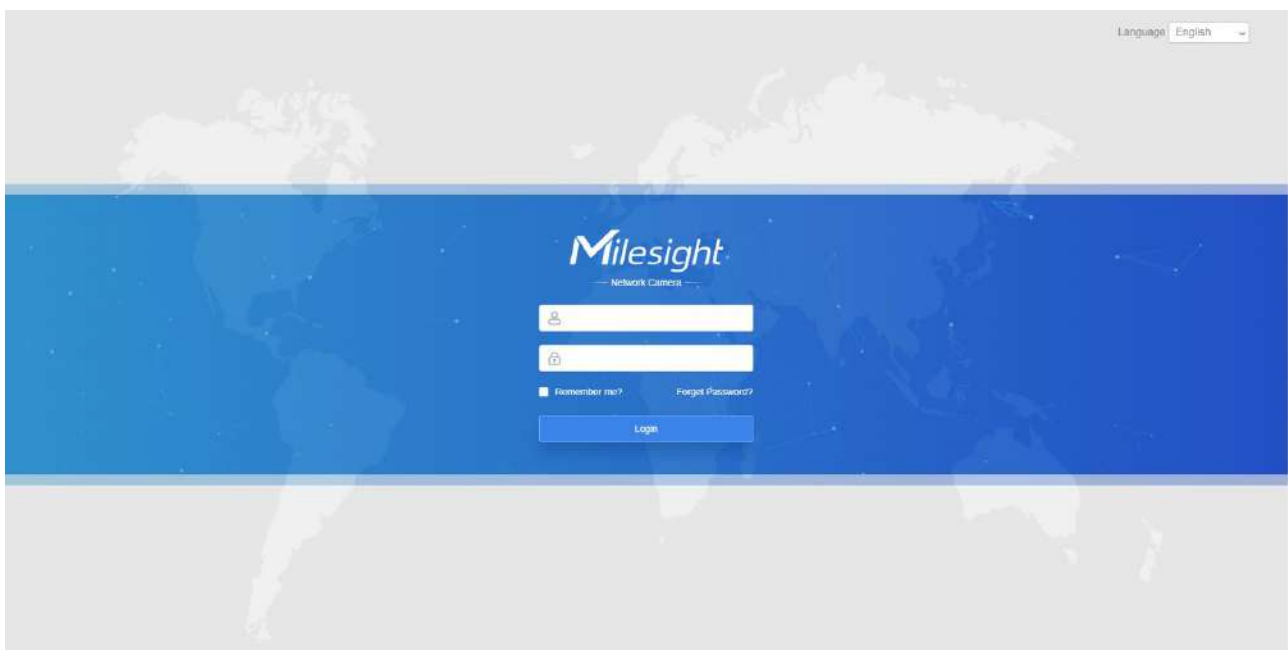 Language English
Milesight
Network Camera
Remember me? Forget Password?
Login